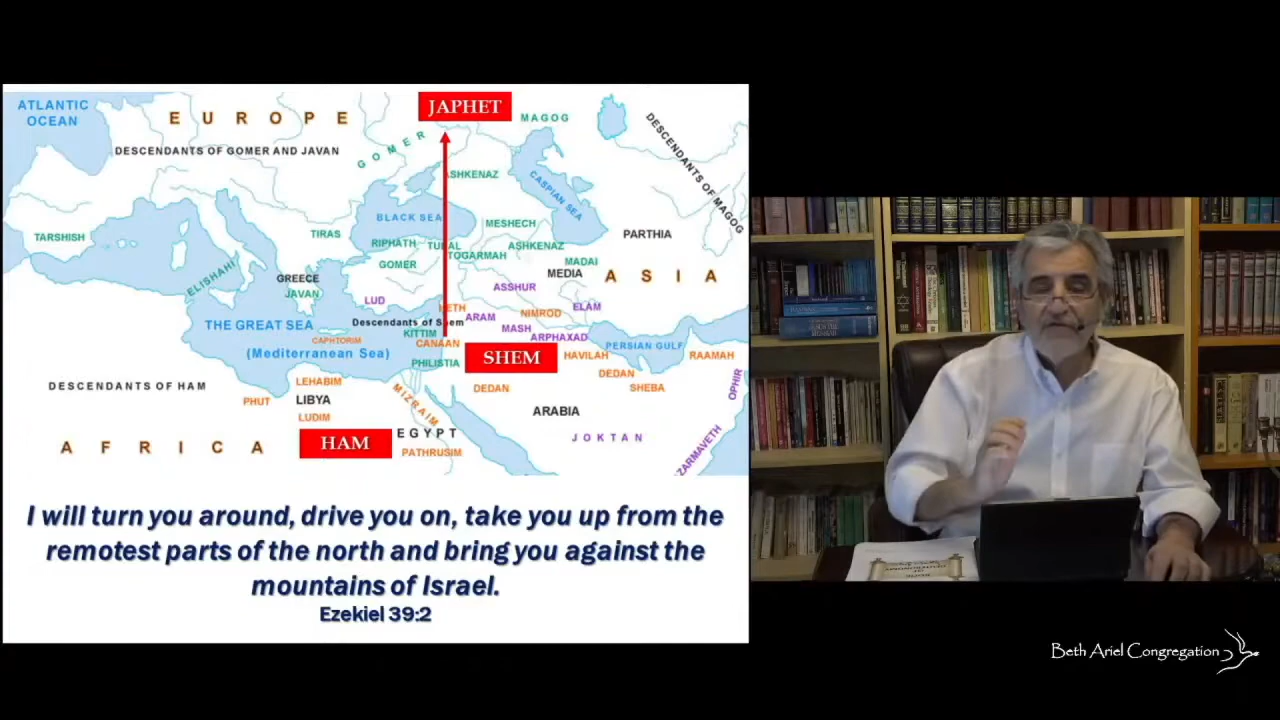 ATLANTIC
OCEAN
EUROPE
JAPHET
MAGOG
DESCENDANTS OF GOMER AND JAVAN
GOMER
DESCENDANTS OF MAGOG
ASHKENAZ
CASPIAN SEA
BLACK SEA
MESHECH
TARSHISH
TIRAS
PARTHIA
RIPHATH
TUBAL
ASHKENAZ
TOGARMAH
GOMER
MADAI
ELISHAH
GREECE
JAVAN
MEDIA
ASIA
ASSHUR
LUD
HETH
ELAM
NIMROD
ARAM
THE GREAT SEA
Descendants of Shem
MASH
KITTIM
ARPHAXAD
CAPHTORIM
CANAAN
PERSIAN GULF
(Mediterranean Sea)
PHILISTIA
SHEM
HAVILAH
RAAMAH
DEDAN
DESCENDANTS OF HAM
LEHABIM
MIZRAIM
DEDAN
SHEBA
OPHIR
PHUT
LIBYA
ARABIA
LUDIM
EGYPT
JOKTAN
AFRICA
HAM
PATHRUSIM
ZARMAVETH
I will turn you around, drive you on, take you up from the
remotest parts of the north and bring you against the
mountains of Israel.
Ezekiel 39:2
Beth Ariel Congregation